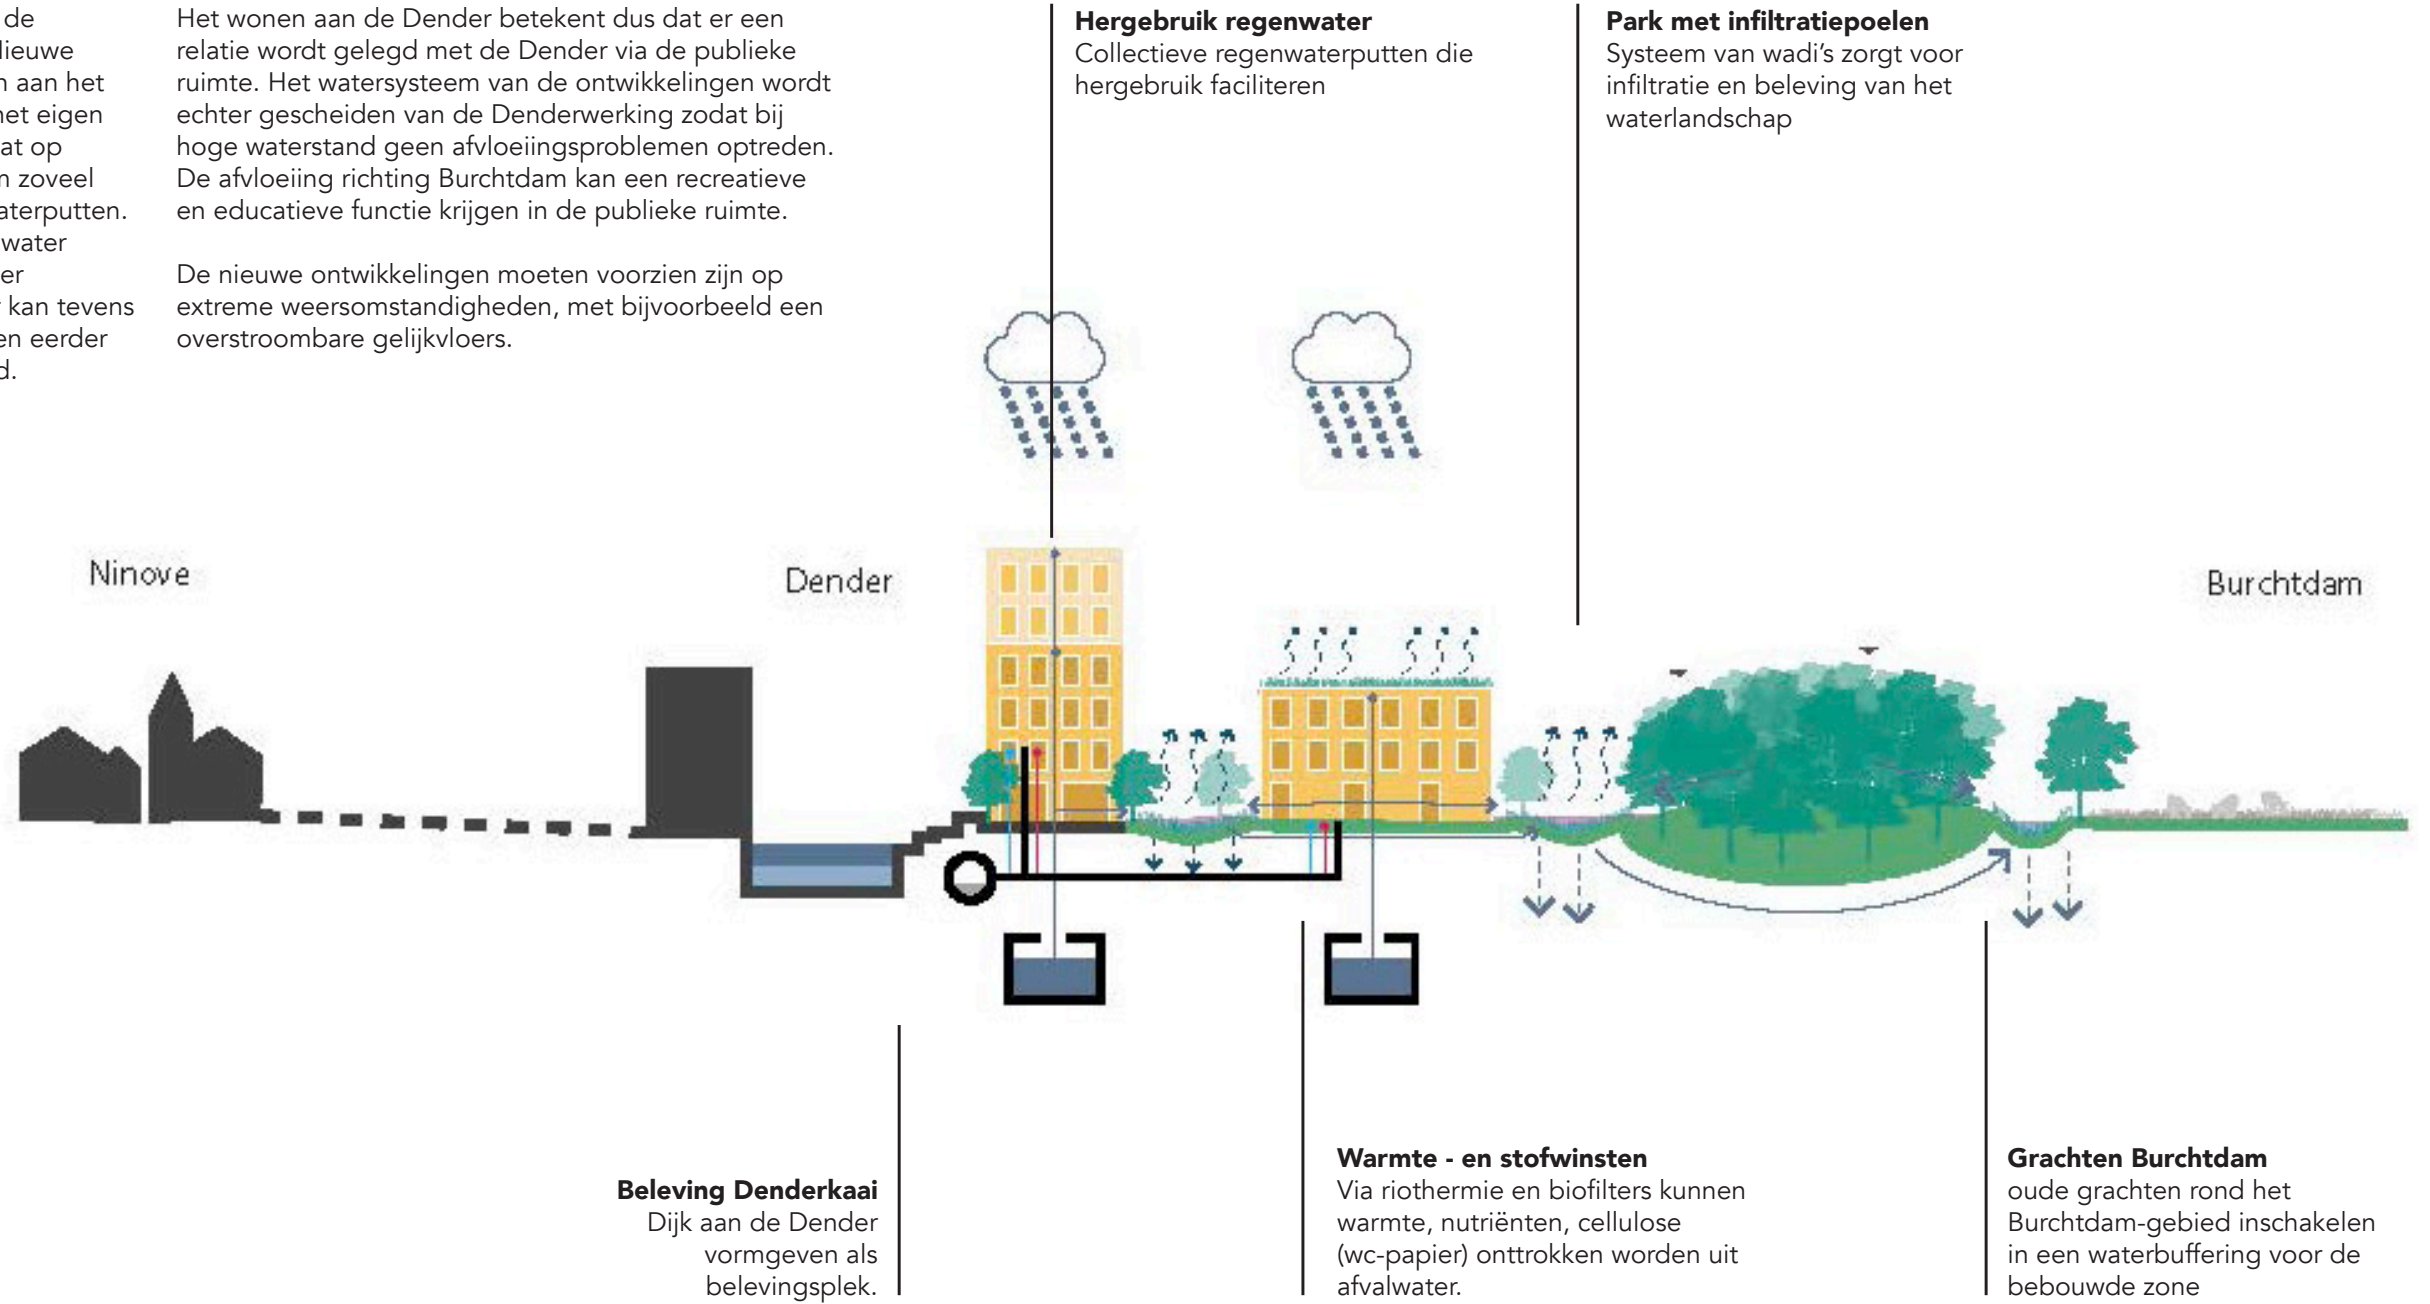 de
ieuwe
n aan het
net eigen
at op
n zoveel
aterputten.
water
er
kan tevens
en eerder
d.
Het wonen aan de Dender betekent dus dat er een
relatie wordt gelegd met de Dender via de publieke
ruimte. Het watersysteem van de ontwikkelingen wordt
echter gescheiden van de Denderwerking zodat bij
hoge waterstand geen afvloeiingsproblemen optreden.
De afvloeiing richting Burchtdam kan een recreatieve
en educatieve functie krijgen in de publieke ruimte.
De nieuwe ontwikkelingen moeten voorzien zijn op
extreme weersomstandigheden, met bijvoorbeeld een
overstroombare gelijkvloers.
Hergebruik regenwater
Collectieve regenwaterputten die
hergebruik faciliteren
Park met infiltratiepoelen
Systeem van wadi’s zorgt voor
infiltratie en beleving van het
waterlandschap
Ninove
Dender
Burchtdam
Beleving Denderkaai
Dijk aan de Dender
vormgeven als
belevingsplek.
Warmte - en stofwinsten
Via riothermie en biofilters kunnen
warmte, nutriënten, cellulose
(wc-papier) onttrokken worden uit
afvalwater.
Grachten Burchtdam
oude grachten rond het
Burchtdam-gebied inschakelen
in een waterbuffering voor de
bebouwde zone